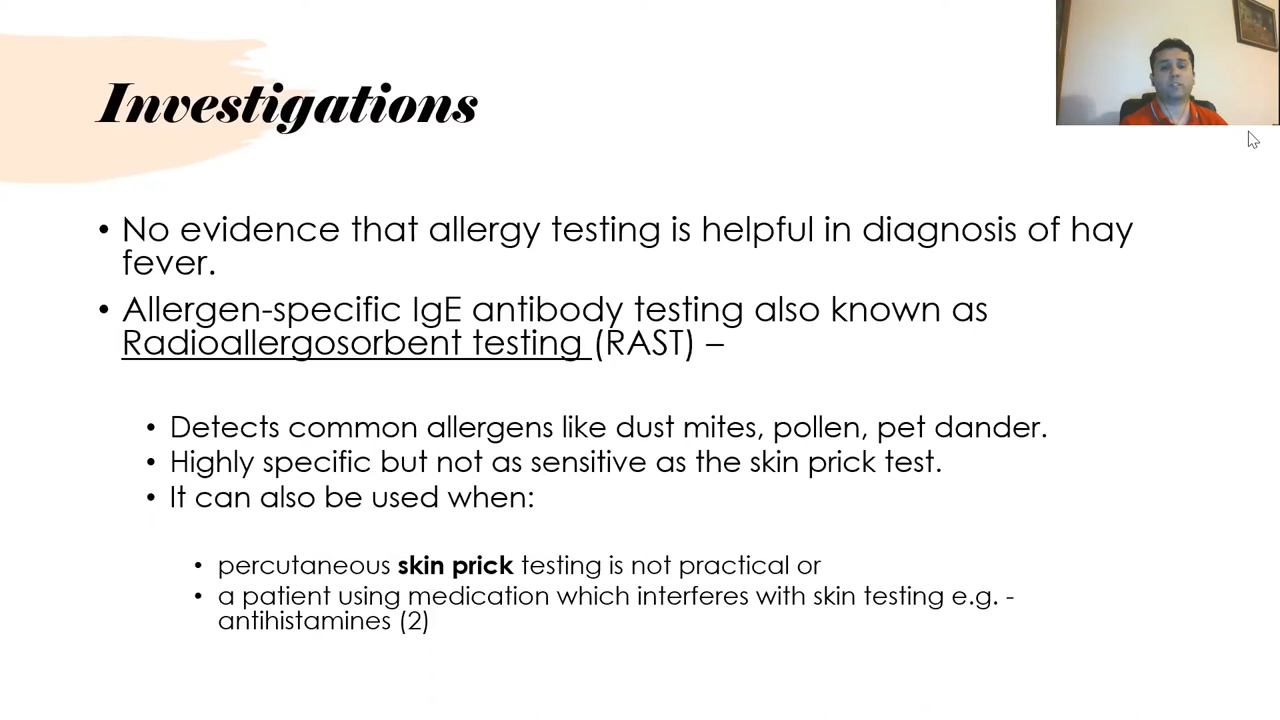 Investigations
• No evidence that allergy testing is helpful in diagnosis of hay
fever.
• Allergen-specific IgE antibody testing also known as
Radioallergosorbent testing (RAST) –
• Detects common allergens like dust mites, pollen, pet dander.
• Highly specific but not as sensitive as the skin prick test.
• It can also be used when:
• percutaneous skin prick testing is not practical or
• a patient using medication which interferes with skin testing e.g. -
antihistamines (2)